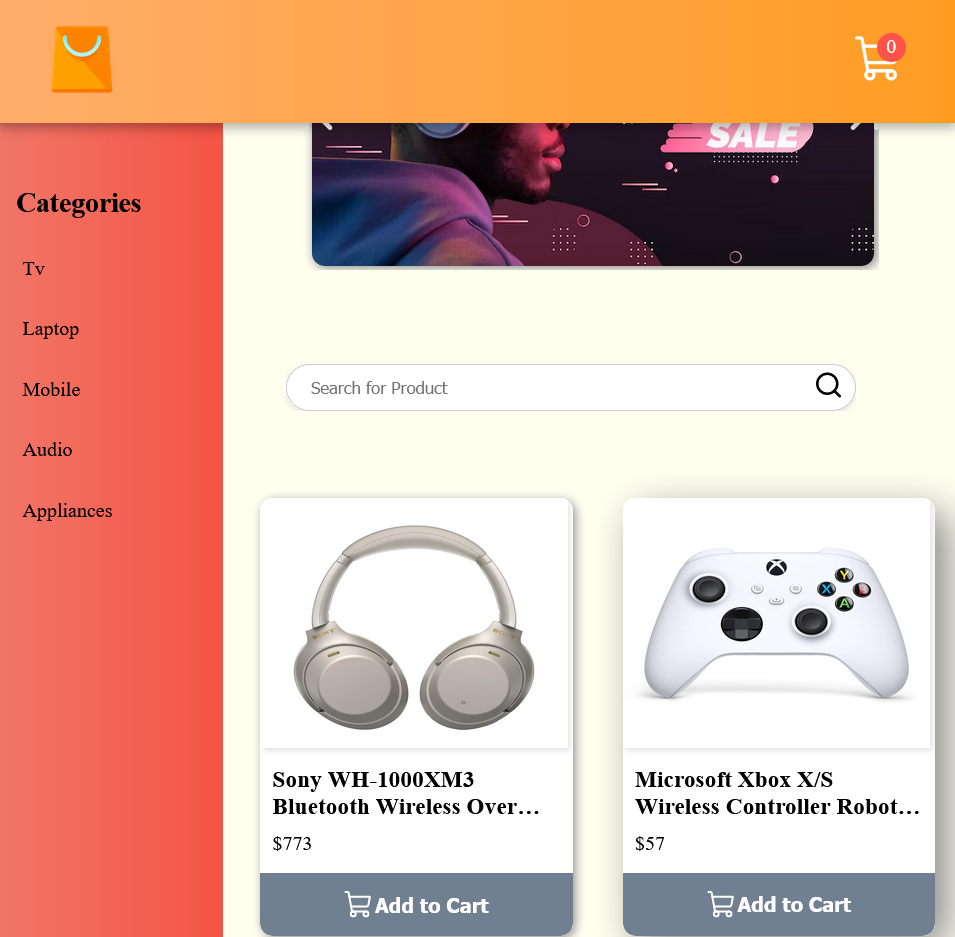 0
SALE
Categories
Tv
Laptop
Mobile
Audio
Appliances
Search for Product
SONY
SONY
Y
X
B
A
Sony WH-1000XM3
Bluetooth Wireless Over…
$773
Add to Cart
Microsoft Xbox X/S
Wireless Controller Robot…
$57
Add to Cart